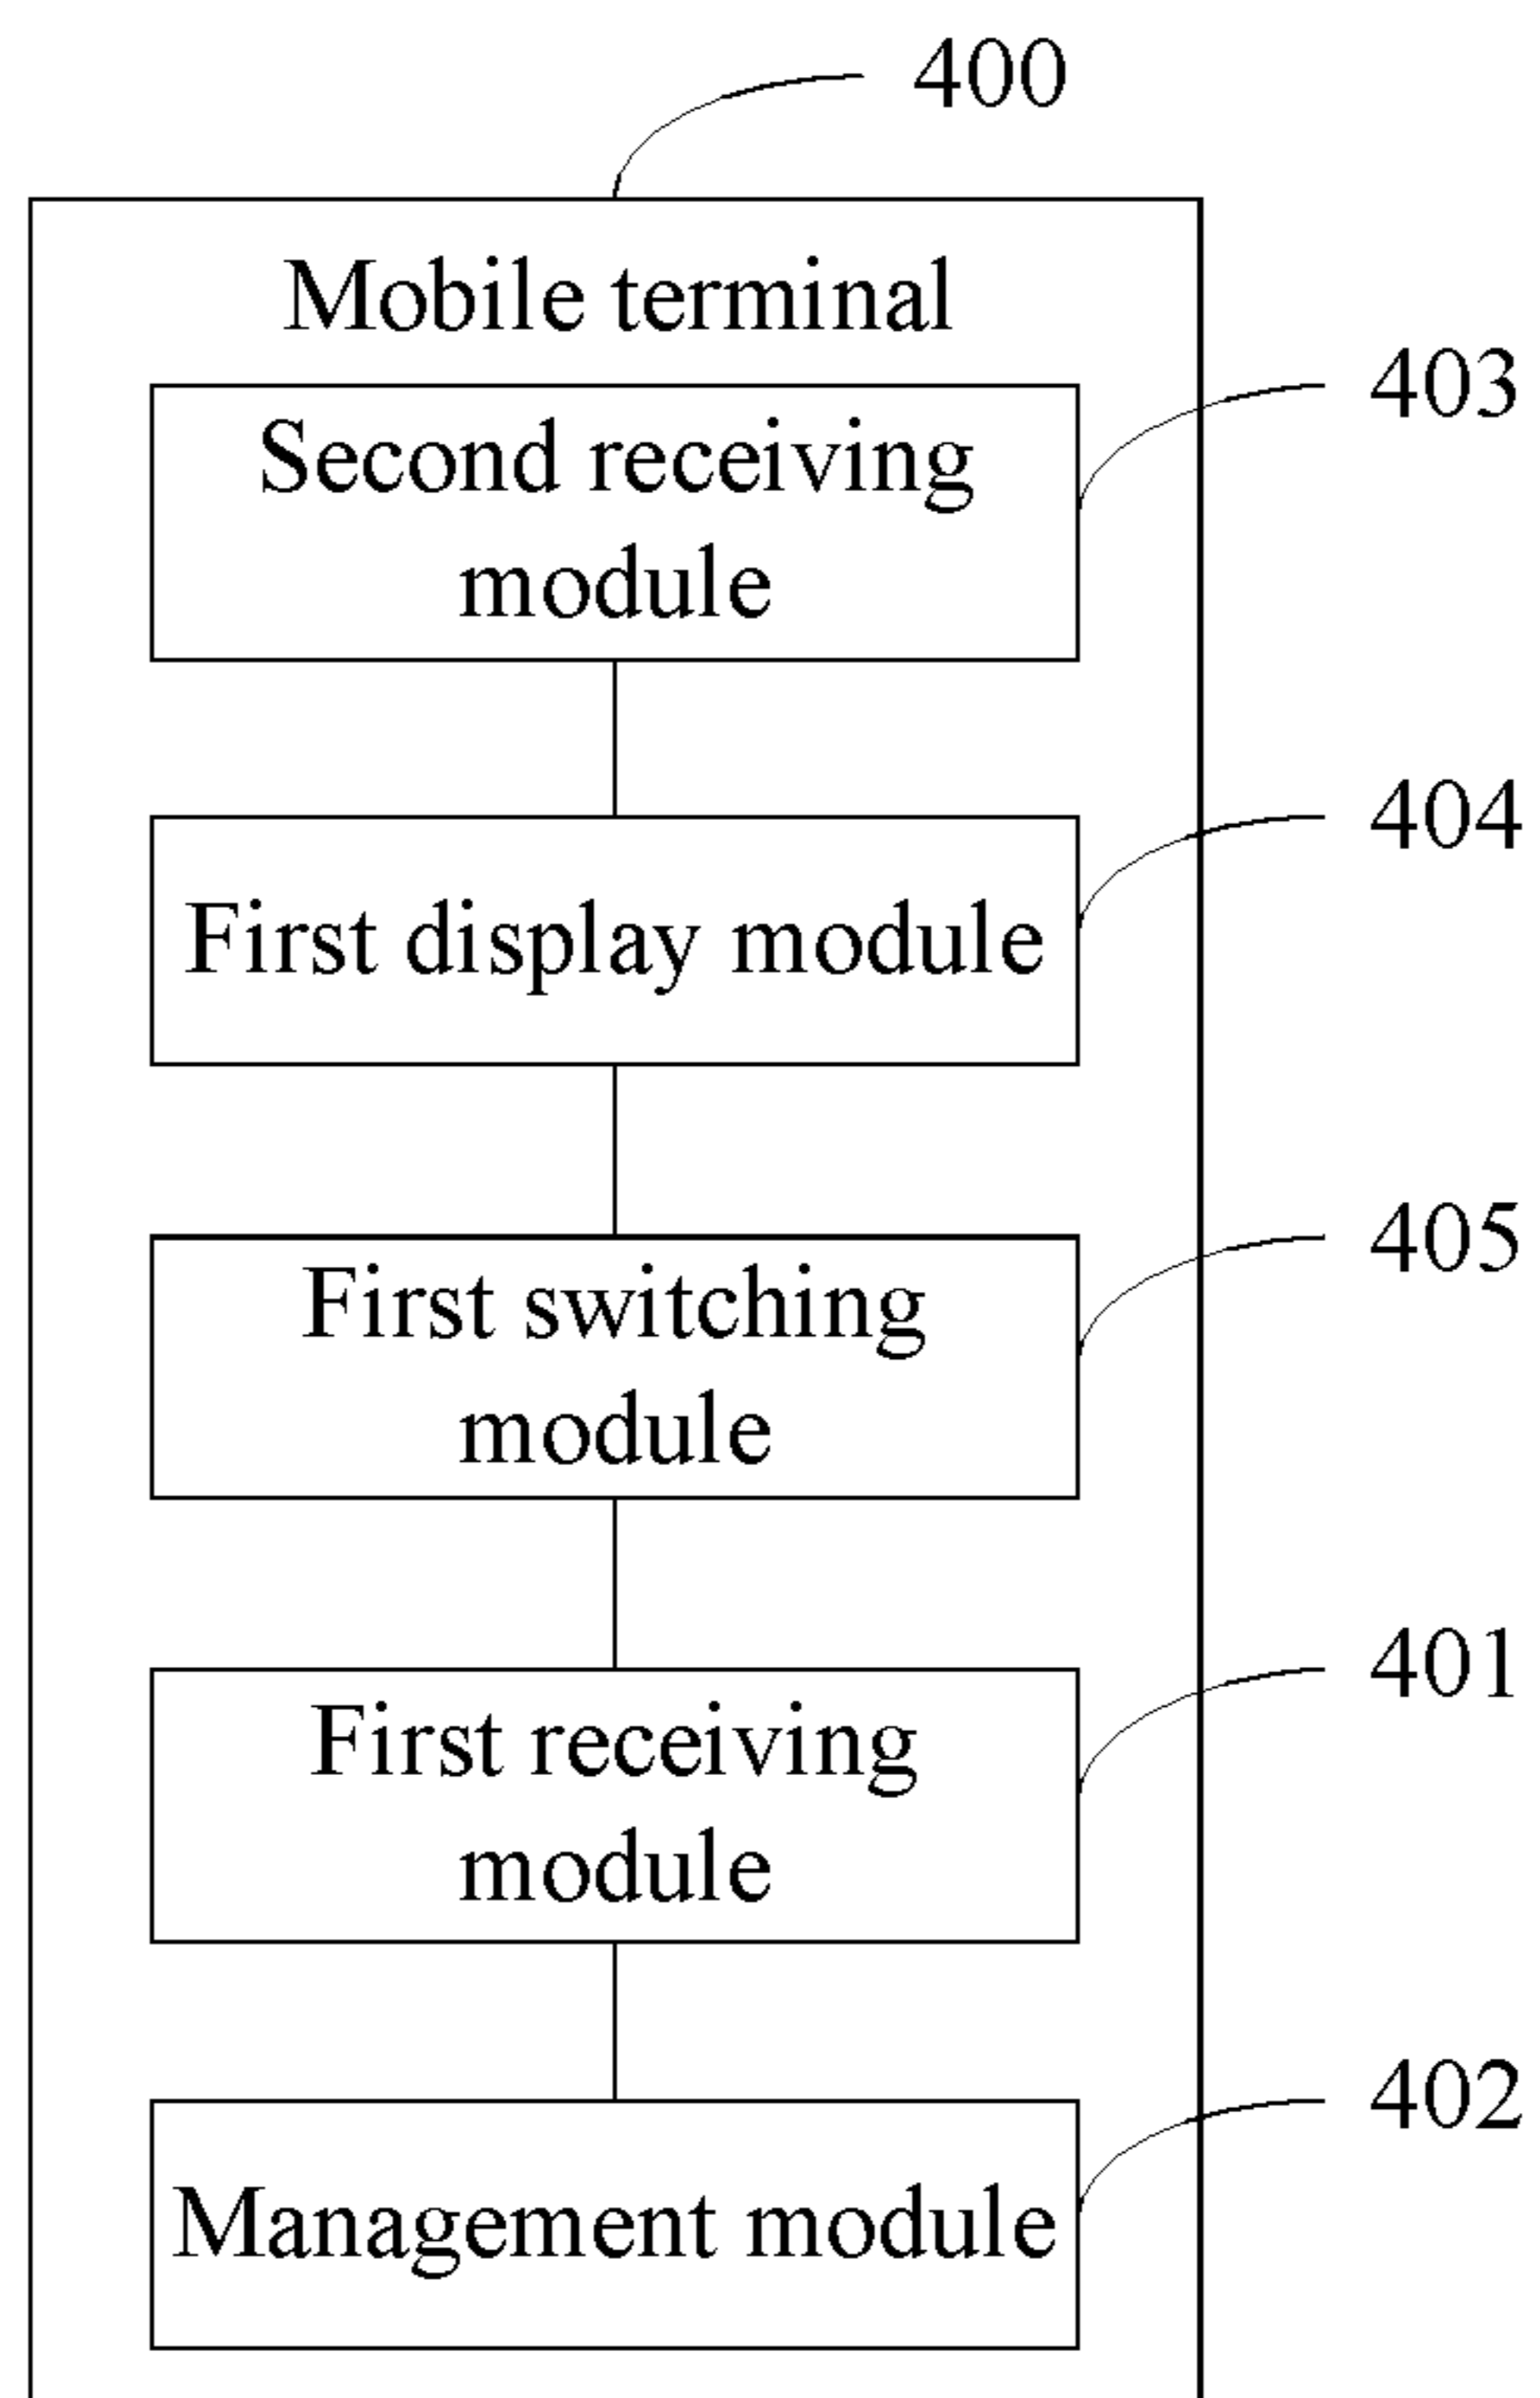 400
Mobile terminal
403
Second receiving
module
404
First display module
405
First switching
module
401
First receiving
module
402
Management module